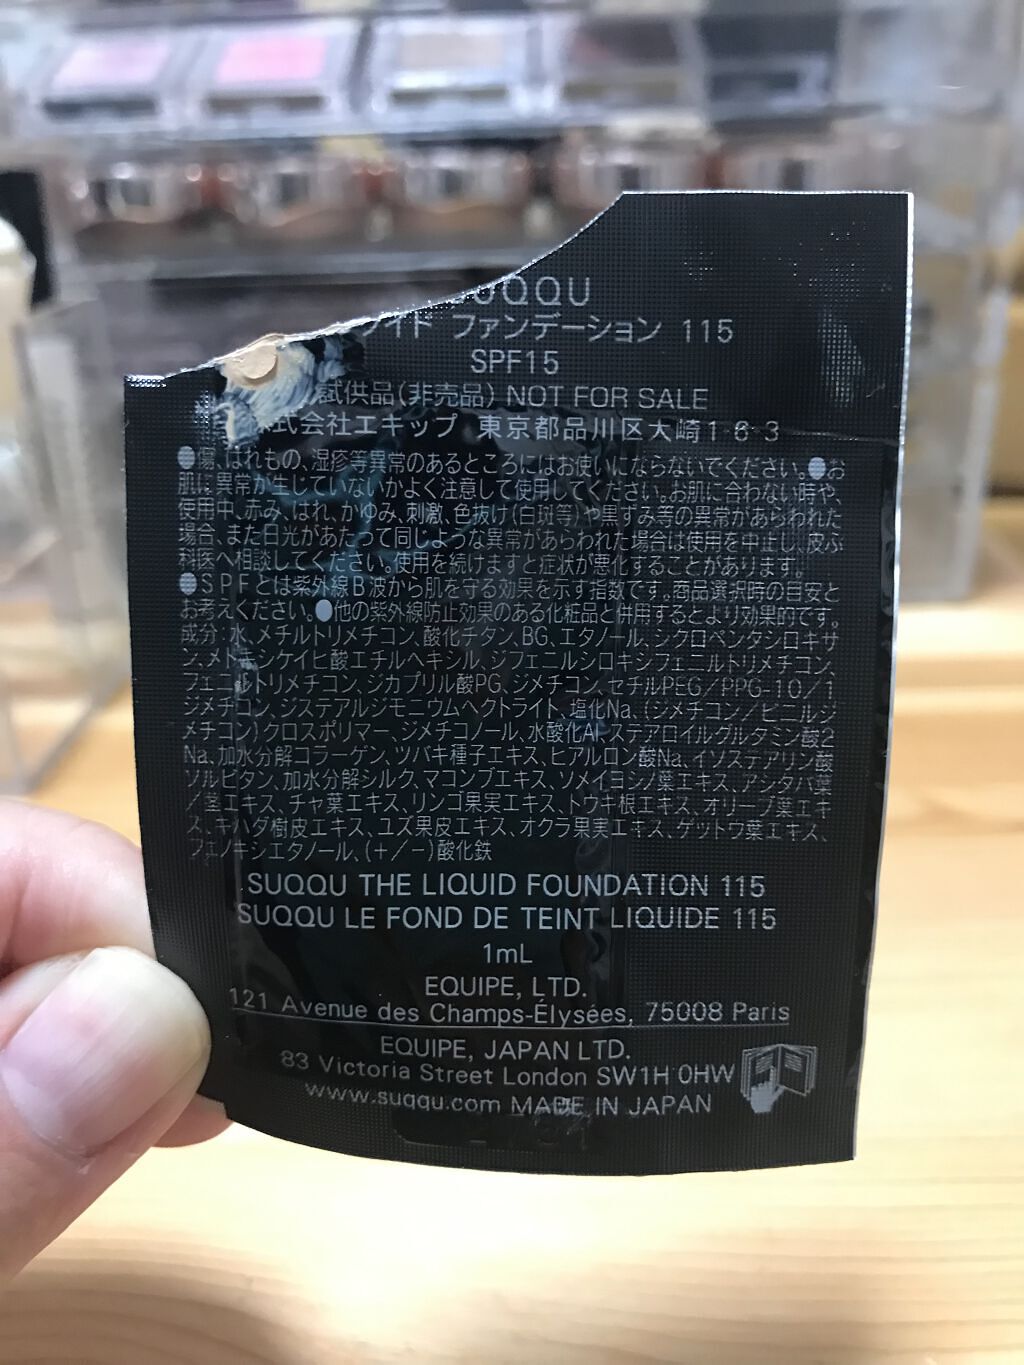 SUQQU
イド ファンデーション 115
SPF15
試供品(非売品) NOT FOR SALE
式会社エキップ 東京都品川区大崎1-6-3
●傷、はれもの、湿疹等異常のあるところにはお使いにならないでください。●お
肌に異常が生じていないかよく注意して使用してください。お肌に合わない時や、
使用中、赤み、はれ、かゆみ、刺激、色抜け(白斑等)や黒ずみ等の異常があらわれた
場合、また日光があたって同じような異常があらわれた場合は使用を中止し、皮ふ
科医へ相談してください。使用を続けますと症状が悪化することがあります。
●SPFとは紫外線B波から肌を守る効果を示す指数です。商品選択時の目安と
お考えください。●他の紫外線防止効果のある化粧品と併用するとより効果的です。
成分:水、メチルトリメチコン、酸化チタン、BG、エタノール、シクロペンタシロキサ
ン、メトキシケイヒ酸エチルヘキシル、ジフェニルシロキシフェニルトリメチコン、
フェニルトリメチコン、ジカプリル酸PG、ジメチコン、セチルPEG/PPG-10/1
ジメチコン、ジステアルジモニウムヘクトライト、塩化Na、(ジメチコン/ビニルジ
メチコン)クロスポリマー、ジメチコノール、水酸化Al、ステアロイルグルタミン酸2
Na、加水分解コラーゲン、ツバキ種子エキス、ヒアルロン酸Na、イソステアリン酸
ソルビタン、加水分解シルク、マコンブエキス、ソメイヨシノ葉エキス、アシタバ葉
/茎エキス、チャ葉エキス、リンゴ果実エキス、トウキ根エキス、オリーブ葉エキ
ス、キハダ樹皮エキス、ユズ果皮エキス、オクラ果実エキス、ゲットウ葉エキス、
フェノキシエタノール、(+/-)酸化鉄
SUQQU THE LIQUID FOUNDATION 115
SUQQU LE FOND DE TEINT LIQUIDE 115
1mL
EQUIPE, LTD.
121 Avenue des Champs-Élysées, 75008 Paris
EQUIPE, JAPAN LTD.
83 Victoria Street London SW1H 0HW
www.suqqu.com MADE IN JAPAN